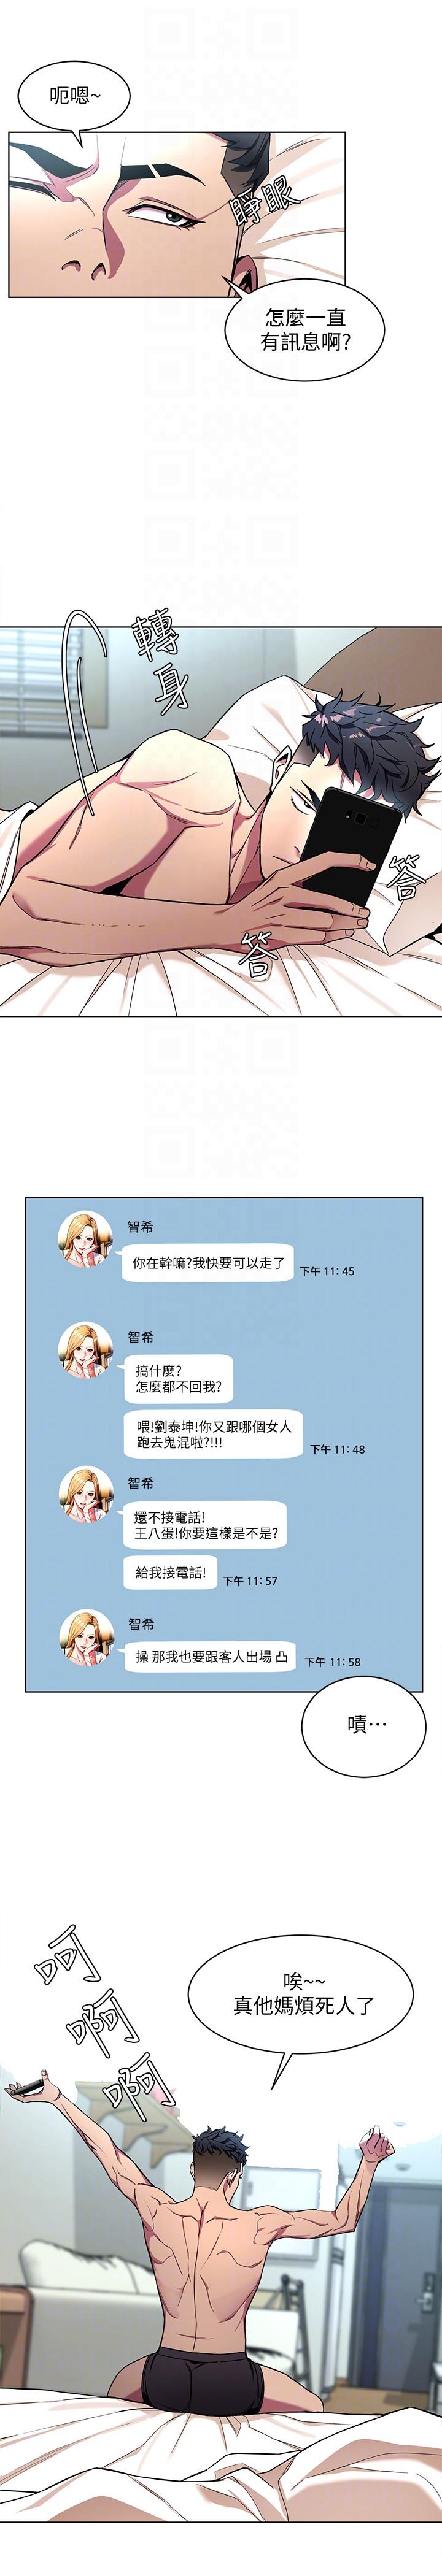 呃嗯~
睜眼
怎麼一直
有訊息啊?
轉身
答
答
智希
你在幹嘛?我快要可以走了
下午 11: 45
智希
搞什麼?
怎麼都不回我?
喂!劉泰坤!你又跟哪個女人
跑去鬼混啦?!!!
下午 11: 48
智希
還不接電話!
王八蛋!你要這樣是不是?
給我接電話!
下午 11: 57
智希
操 那我也要跟客人出場 凸
下午 11: 58
嘖…
唉~~
真他媽煩死人了
呵啊啊